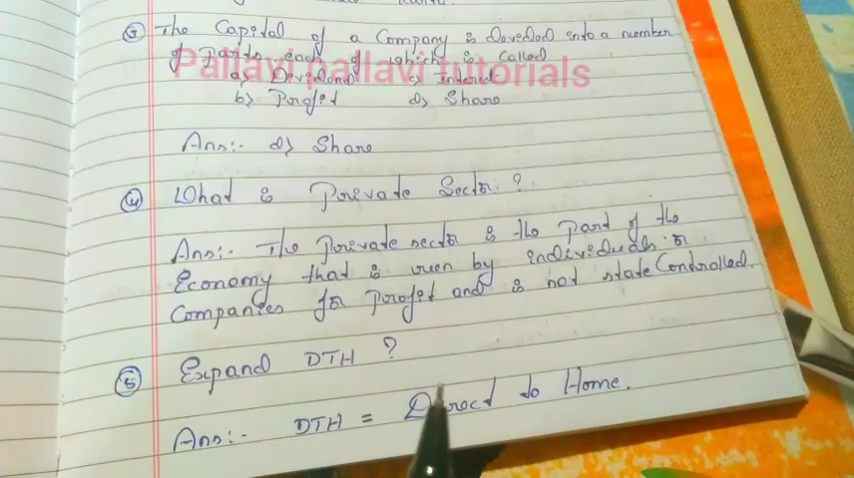 ③ The Capital of a Company is devided into a number
of Parts each of which is Called
Pallavi pallavi tutorials
a) Devidend c) Interest
b) Profit d) Share
Ans:- d) Share
④ What is Private Sector ?
Ans:- The Private sector is the Part of the
Economy that is run by individuals or
Companies for Profit and is not state Controlled.
⑤ Expand DTH ?
Ans:- DTH = Direct to Home.